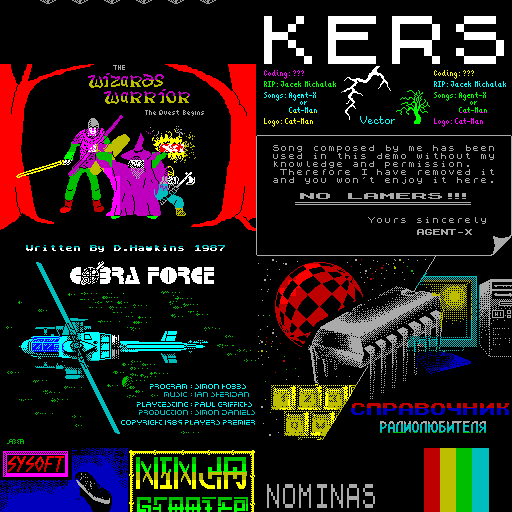 THE
WIZARDS
WARRIOR
The Quest Begins
Written By D.Hawkins 1987
KERS
Coding: ???
RIP: Jacek Michalak
Songs: Agent-X
or
Cat-Man
Logo: Cat-Man
Vector
Coding: ???
RIP: Jacek Michalak
Songs: Agent-X
or
Cat-Man
Logo: Cat-Man
Song composed by me has been
used in this demo without my
knowledge and permission.
Therefore I have removed it
and you won't enjoy it here.
NO LAMERS!!!
Yours sincerely
AGENT-X
COBRA FORCE
PROGRAM : SIMON HOBBS
MUSIC : IAN SHERIDAN
PLAYTESTING : PAUL GRIFFITHS
PRODUCTION : SIMON DANIELS
COPYRIGHT 1989 PLAYERS PREMIER
СПРАВОЧНИК
РАДИОЛЮБИТЕЛЯ
SYSOFT
NINJA
SCOOTER
NOMINAS